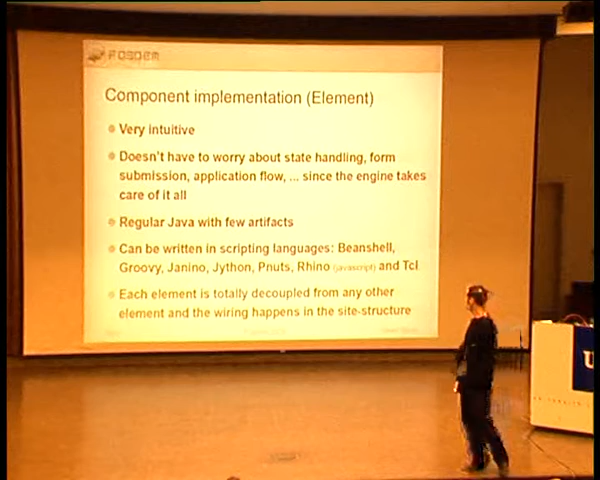 FOSDEM
Component implementation (Element)
Very intuitive
Doesn't have to worry about state handling, form
submission, application flow, ... since the engine takes
care of it all
Regular Java with few artifacts
Can be written in scripting languages: Beanshell,
Groovy, Janino, Jython, Pnuts, Rhino (javascript) and Tcl
Each element is totally decoupled from any other
element and the wiring happens in the site-structure
U